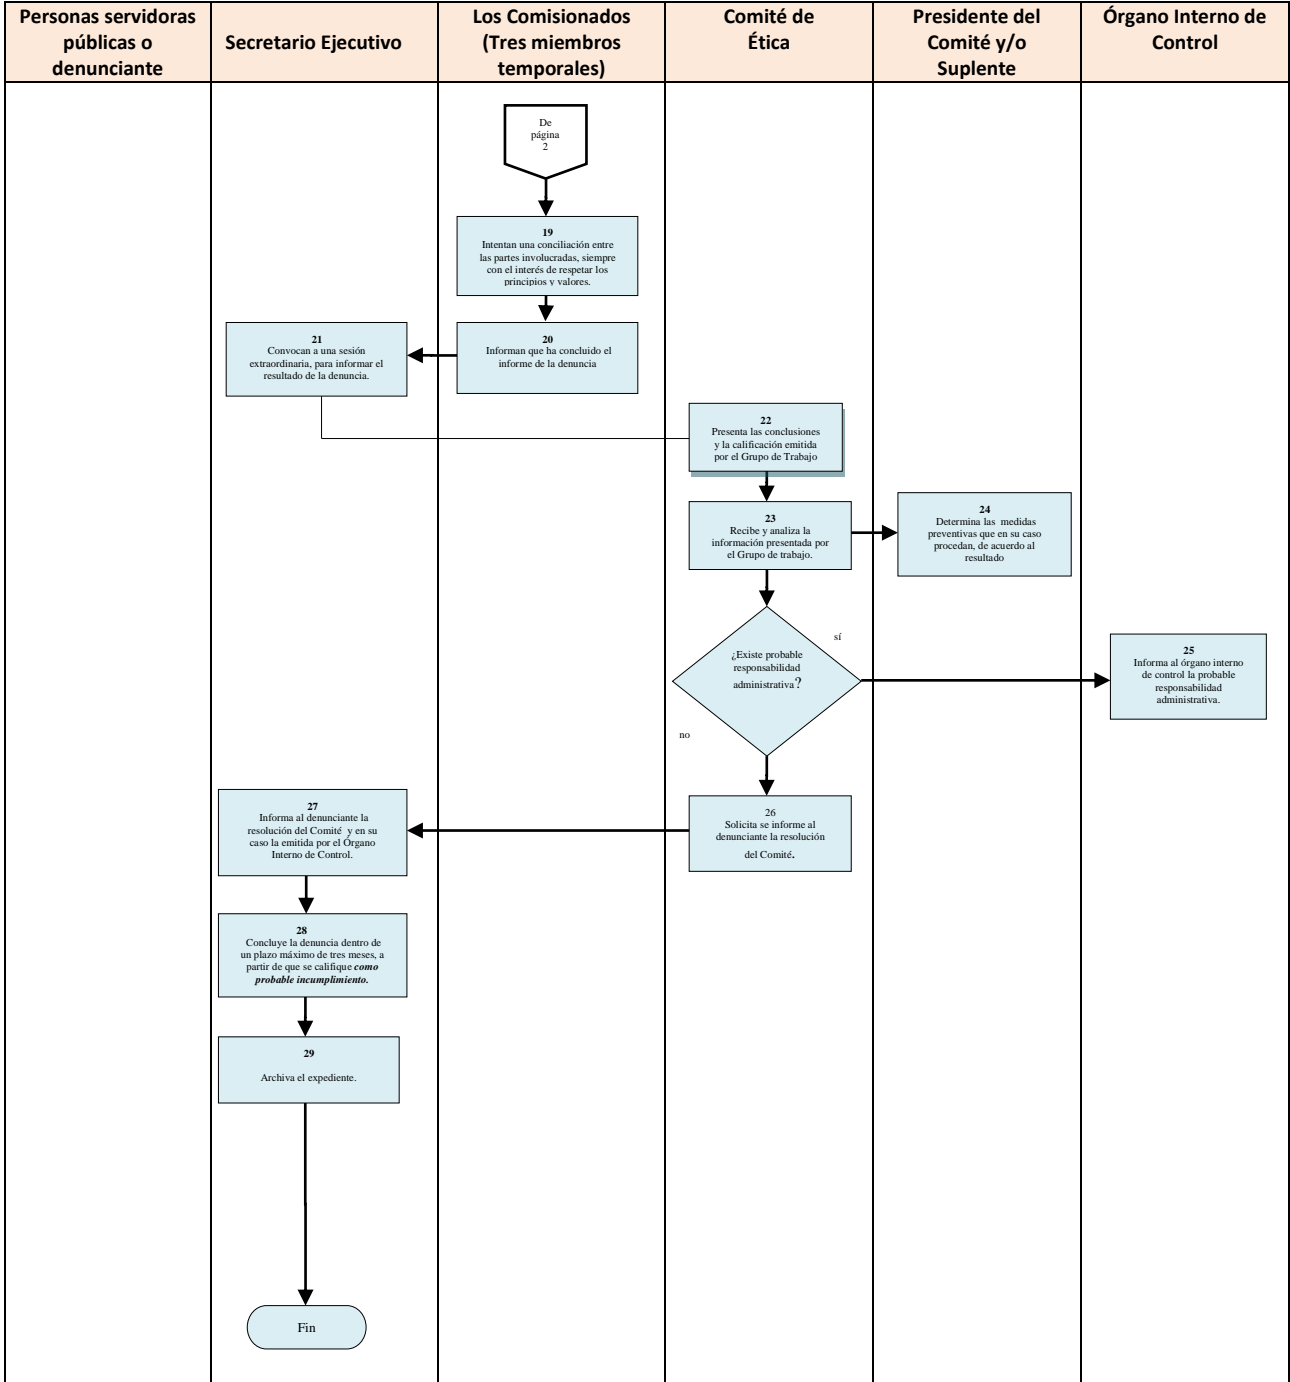 Personas servidoras
públicas o
denunciante
Secretario Ejecutivo
Los Comisionados
(Tres miembros
temporales)
Comité de
Ética
Presidente del
Comité y/o
Suplente
Órgano Interno de
Control
De
página
2
19
Intentan una conciliación entre
las partes involucradas, siempre
con el interés de respetar los
principios y valores.
21
Convocan a una sesión
extraordinaria, para informar el
resultado de la denuncia.
20
Informan que ha concluido el
informe de la denuncia
22
Presenta las conclusiones
y la calificación emitida
por el Grupo de Trabajo
23
Recibe y analiza la
información presentada por
el Grupo de trabajo.
24
Determina las medidas
preventivas que en su caso
procedan, de acuerdo al
resultado
¿Existe probable
responsabilidad
administrativa?
sí
no
25
Informa al órgano interno
de control la probable
responsabilidad
administrativa.
26
Solicita se informe al
denunciante la resolución
del Comité.
27
Informa al denunciante la
resolución del Comité y en su
caso la emitida por el Órgano
Interno de Control.
28
Concluye la denuncia dentro de
un plazo máximo de tres meses, a
partir de que se califique como
probable incumplimiento.
29
Archiva el expediente.
Fin